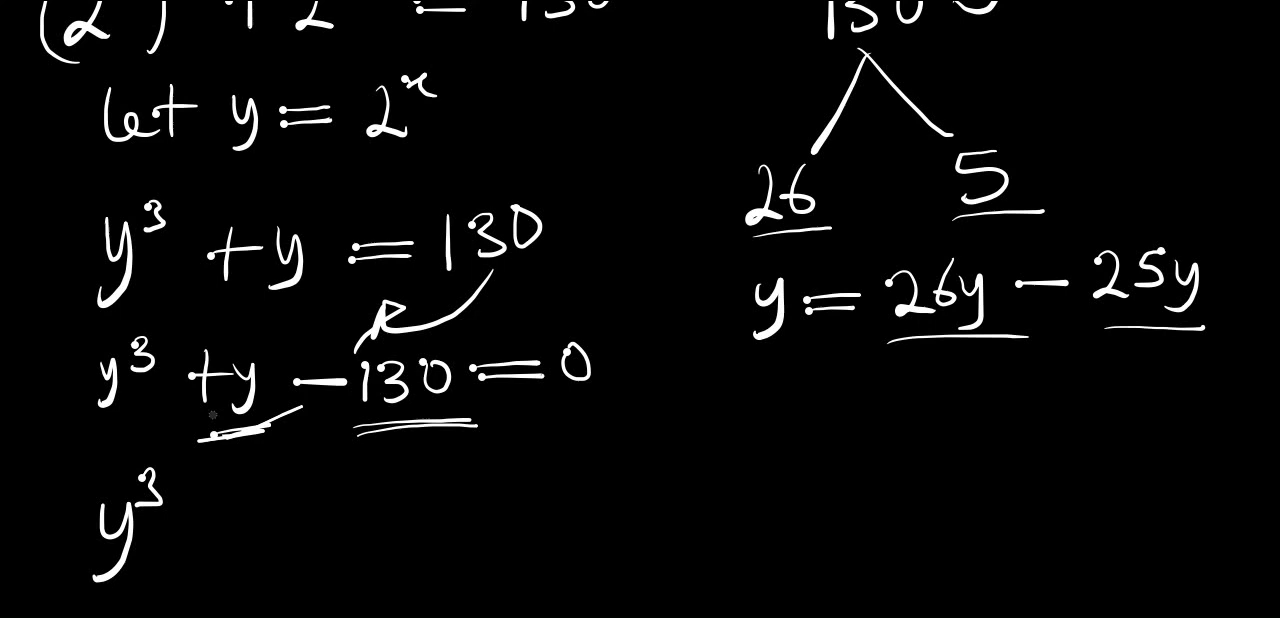 let y = 2ˣ
y³ + y = 130
y³ + y - 130 = 0
y³
130
26 5
y = 26y - 25y